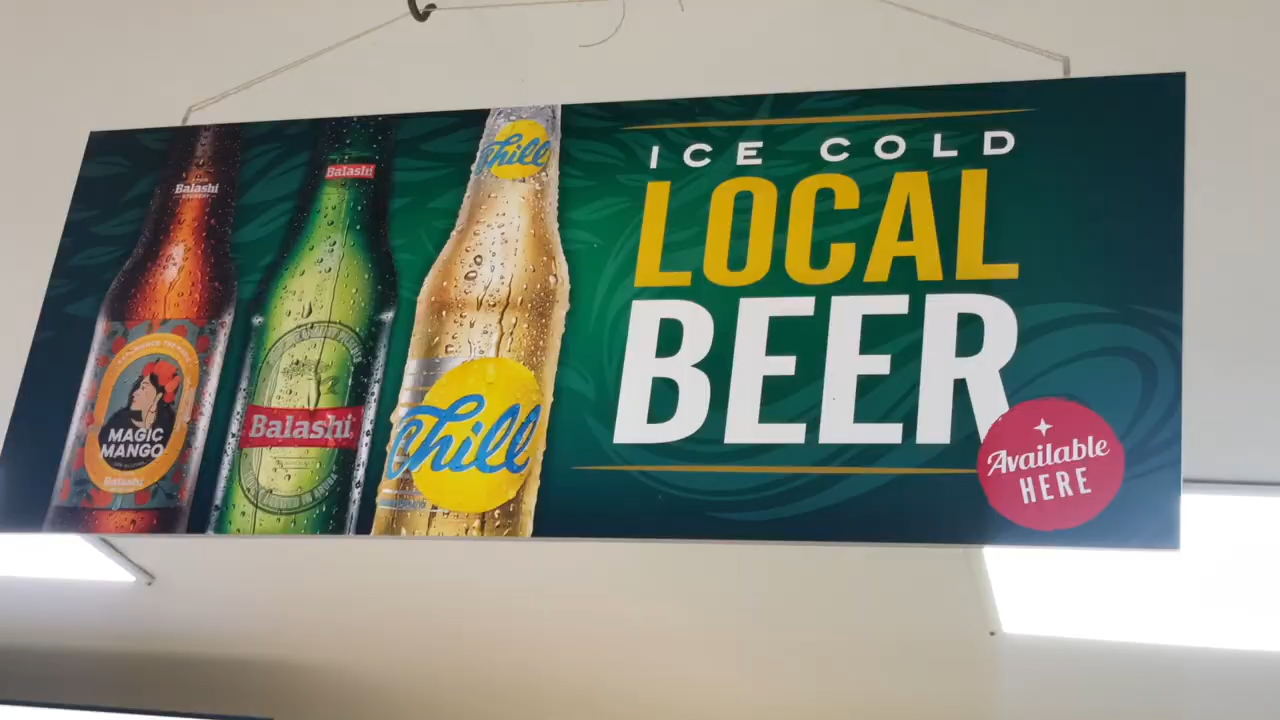 Balashi
MAGIC
MANGO
Balashi
Balashi
Balashi
Chill
Chill
ICE COLD
LOCAL
BEER
Available
HERE